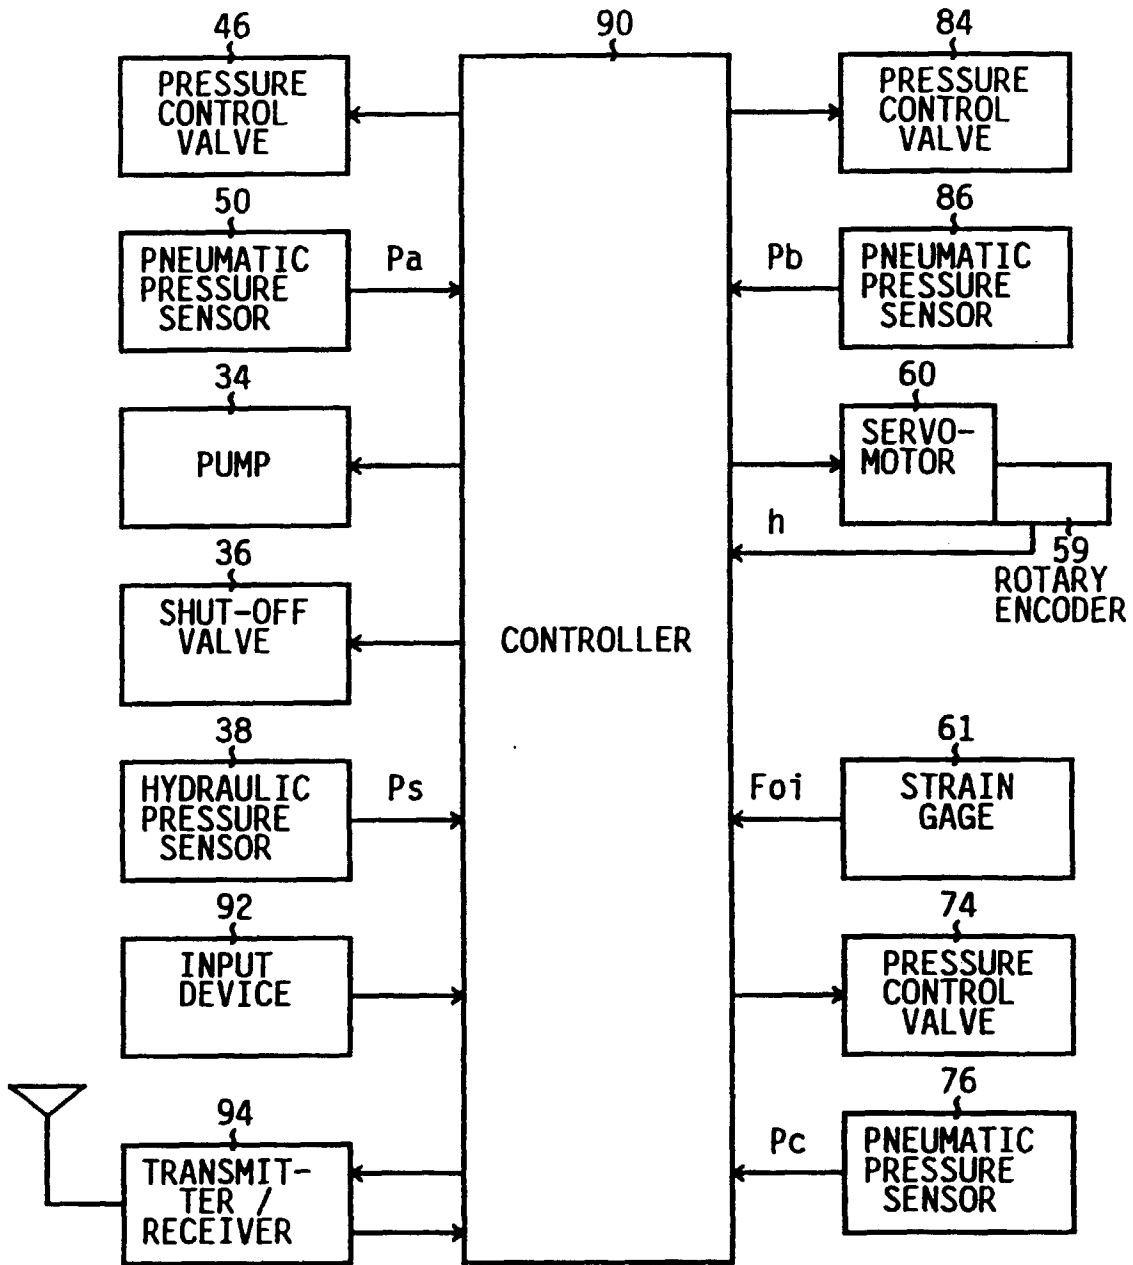 46
PRESSURE
CONTROL
VALVE
50
PNEUMATIC
PRESSURE
SENSOR
Pa
34
PUMP
36
SHUT-OFF
VALVE
38
HYDRAULIC
PRESSURE
SENSOR
Ps
92
INPUT
DEVICE
94
TRANSMIT-
TER /
RECEIVER
90
CONTROLLER
84
PRESSURE
CONTROL
VALVE
86
Pb
PNEUMATIC
PRESSURE
SENSOR
60
SERVO-
MOTOR
h
59
ROTARY
ENCODER
61
Foi
STRAIN
GAGE
74
PRESSURE
CONTROL
VALVE
76
Pc
PNEUMATIC
PRESSURE
SENSOR